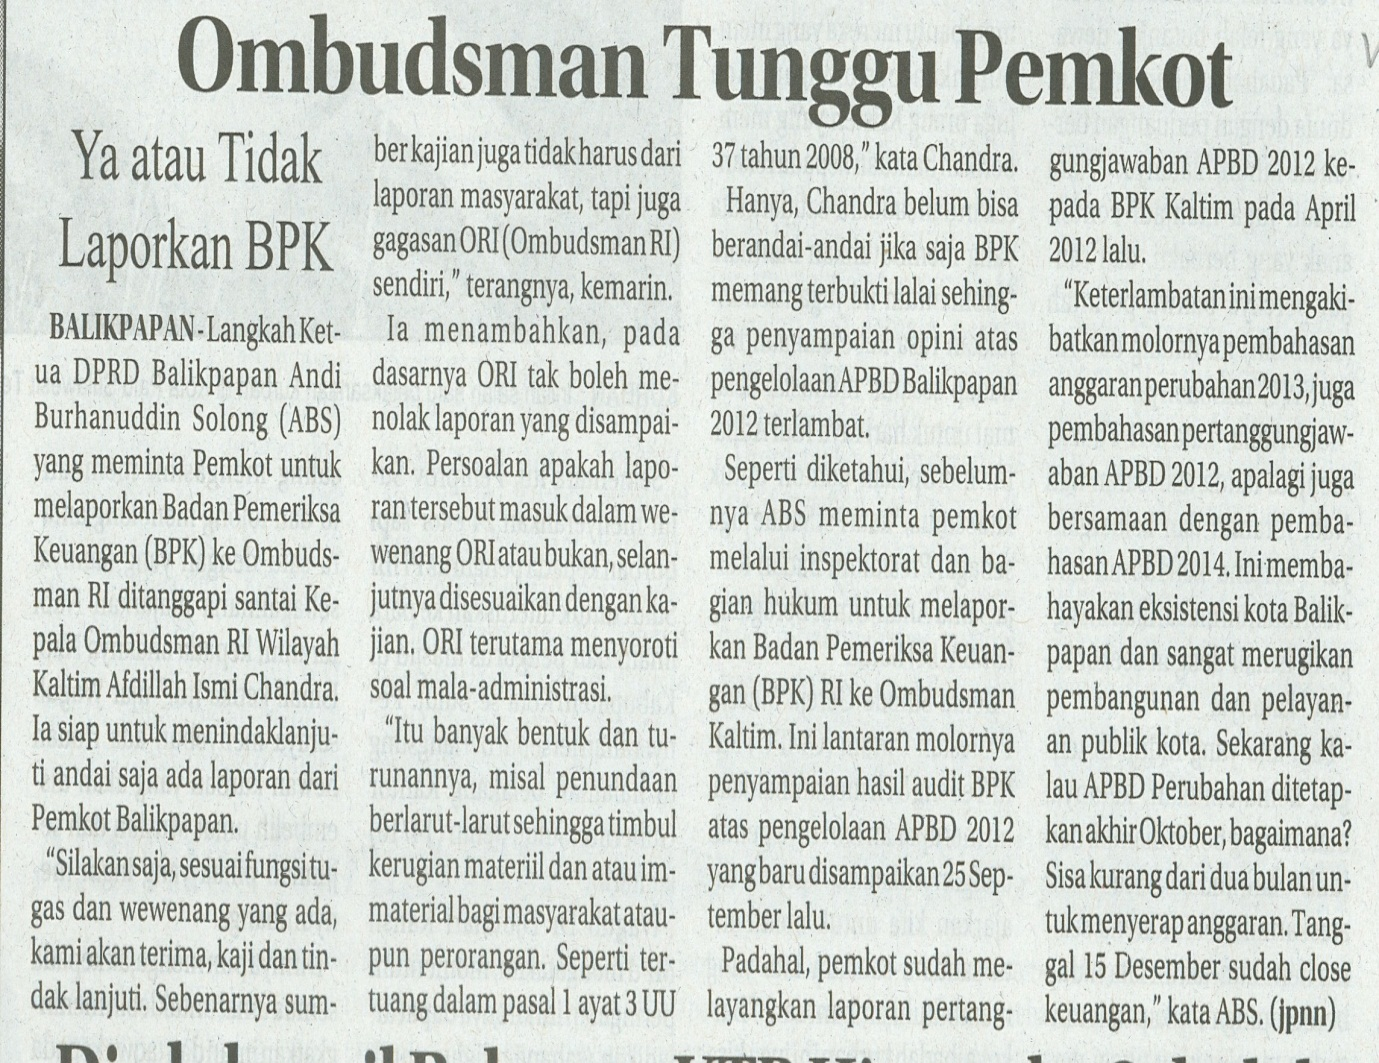 Ombudsman Tunggu Pemkot
Ya atau Tidak
Laporkan BPK
BALIKPAPAN - Langkah Ket-
ua DPRD Balikpapan Andi
Burhanuddin Solong (ABS)
yang meminta Pemkot untuk
melaporkan Badan Pemeriksa
Keuangan (BPK) ke Ombuds-
man RI ditanggapi santai Ke-
pala Ombudsman RI Wilayah
Kaltim Afdillah Ismi Chandra.
Ia siap untuk menindaklanju-
ti andai saja ada laporan dari
Pemkot Balikpapan.
“Silakan saja, sesuai fungsi tu-
gas dan wewenang yang ada,
kami akan terima, kaji dan tin-
dak lanjuti. Sebenarnya sum-
ber kajian juga tidak harus dari
laporan masyarakat, tapi juga
gagasan ORI (Ombudsman RI)
sendiri,” terangnya, kemarin.
Ia menambahkan, pada
dasarnya ORI tak boleh me-
nolak laporan yang disampai-
kan. Persoalan apakah lapo-
ran tersebut masuk dalam we-
wenang ORI atau bukan, selan-
jutnya disesuaikan dengan ka-
jian. ORI terutama menyoroti
soal mala-administrasi.
“Itu banyak bentuk dan tu-
runannya, misal penundaan
berlarut-larut sehingga timbul
kerugian materiil dan atau im-
material bagi masyarakat atau-
pun perorangan. Seperti ter-
tuang dalam pasal 1 ayat 3 UU
37 tahun 2008,” kata Chandra.
Hanya, Chandra belum bisa
berandai-andai jika saja BPK
memang terbukti lalai sehing-
ga penyampaian opini atas
pengelolaan APBD Balikpapan
2012 terlambat.
Seperti diketahui, sebelum-
nya ABS meminta pemkot
melalui inspektorat dan ba-
gian hukum untuk melapor-
kan Badan Pemeriksa Keuan-
gan (BPK) RI ke Ombudsman
Kaltim. Ini lantaran molornya
penyampaian hasil audit BPK
atas pengelolaan APBD 2012
yang baru disampaikan 25 Sep-
tember lalu.
Padahal, pemkot sudah me-
layangkan laporan pertang-
gungjawaban APBD 2012 ke-
pada BPK Kaltim pada April
2012 lalu.
“Keterlambatan ini mengaki-
batkan molornya pembahasan
anggaran perubahan 2013, juga
pembahasan pertanggungjaw-
aban APBD 2012, apalagi juga
bersamaan dengan pemba-
hasan APBD 2014. Ini memba-
hayakan eksistensi kota Balik-
papan dan sangat merugikan
pembangunan dan pelayan-
an publik kota. Sekarang ka-
lau APBD Perubahan ditetap-
kan akhir Oktober, bagaimana?
Sisa kurang dari dua bulan un-
tuk menyerap anggaran. Tang-
gal 15 Desember sudah close
keuangan,” kata ABS. (jpnn)